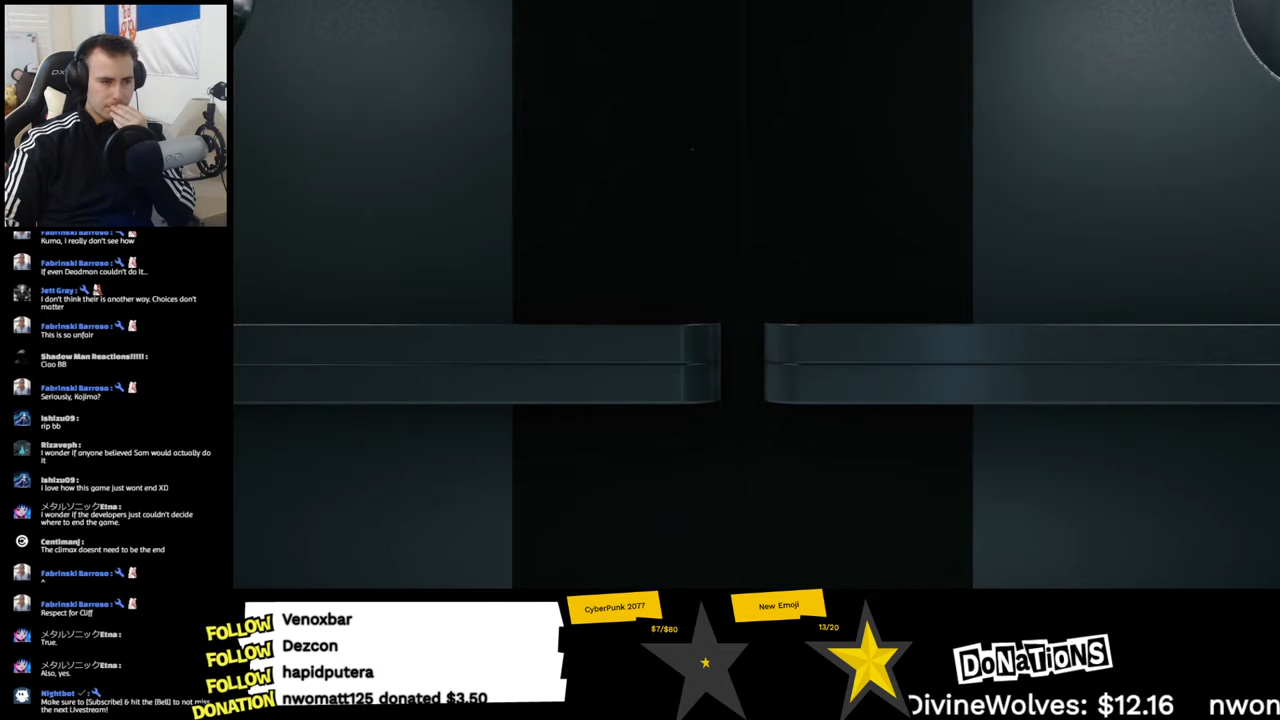 DX
Fabrinski Barroso :
Kuma, I really don't see how
Fabrinski Barroso :
If even Deadman couldn't do it...
Jett Gray :
I don't think their is another way. Choices don't
matter
Fabrinski Barroso :
This is so unfair
Shadow Man Reactions!!!!! :
Ciao BB
Fabrinski Barroso :
Seriously, Kojima?
Ishizu09 :
rip bb
Rizaveph :
I wonder if anyone believed Sam would actually do
it
Ishizu09 :
i love how this game just wont end XD
メタルソニックEtna :
I wonder if the developers just couldn't decide
where to end the game.
Centimanj :
The climax doesnt need to be the end
Fabrinski Barroso :
^
Fabrinski Barroso :
Respect for Cliff
メタルソニックEtna :
True.
メタルソニックEtna :
Also, yes.
Nightbot ✓ :
Make sure to [Subscribe] & hit the [Bell] to not miss
the next Livestream!
FOLLOW Venoxbar
FOLLOW Dezcon
FOLLOW hapidputera
DONATION nwomatt125 donated $3.50
CyberPunk 2077
$7/$80
New Emoji
13/20
DoNaTioNS
DivineWolves: $12.16 nwon